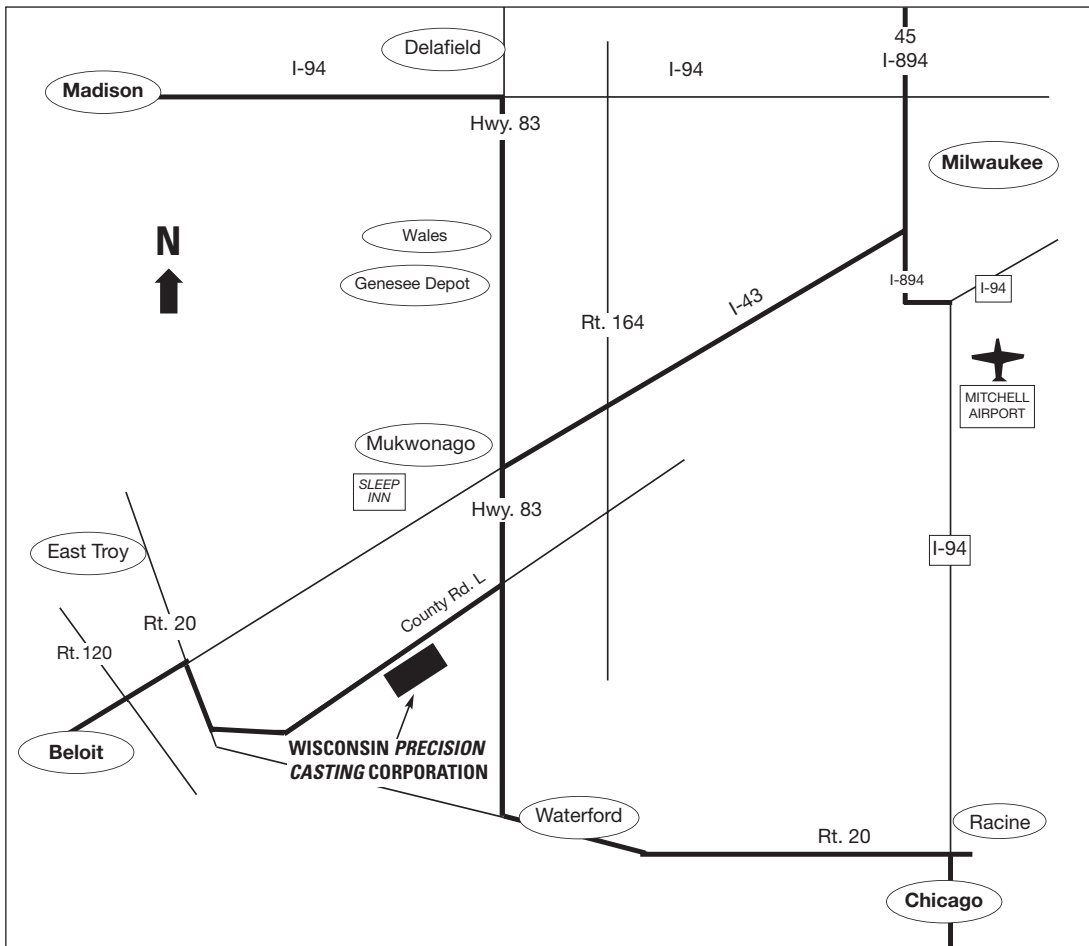 Delafield
45
I-894
I-94
I-94
Madison
Hwy. 83
Milwaukee
N
Wales
Genesee Depot
I-894
I-94
I-43
Rt. 164
MITCHELL
AIRPORT
Mukwonago
SLEEP
INN
Hwy. 83
East Troy
I-94
County Rd. L
Rt. 20
Rt. 120
Beloit
WISCONSIN PRECISION
CASTING CORPORATION
Waterford
Racine
Rt. 20
Chicago